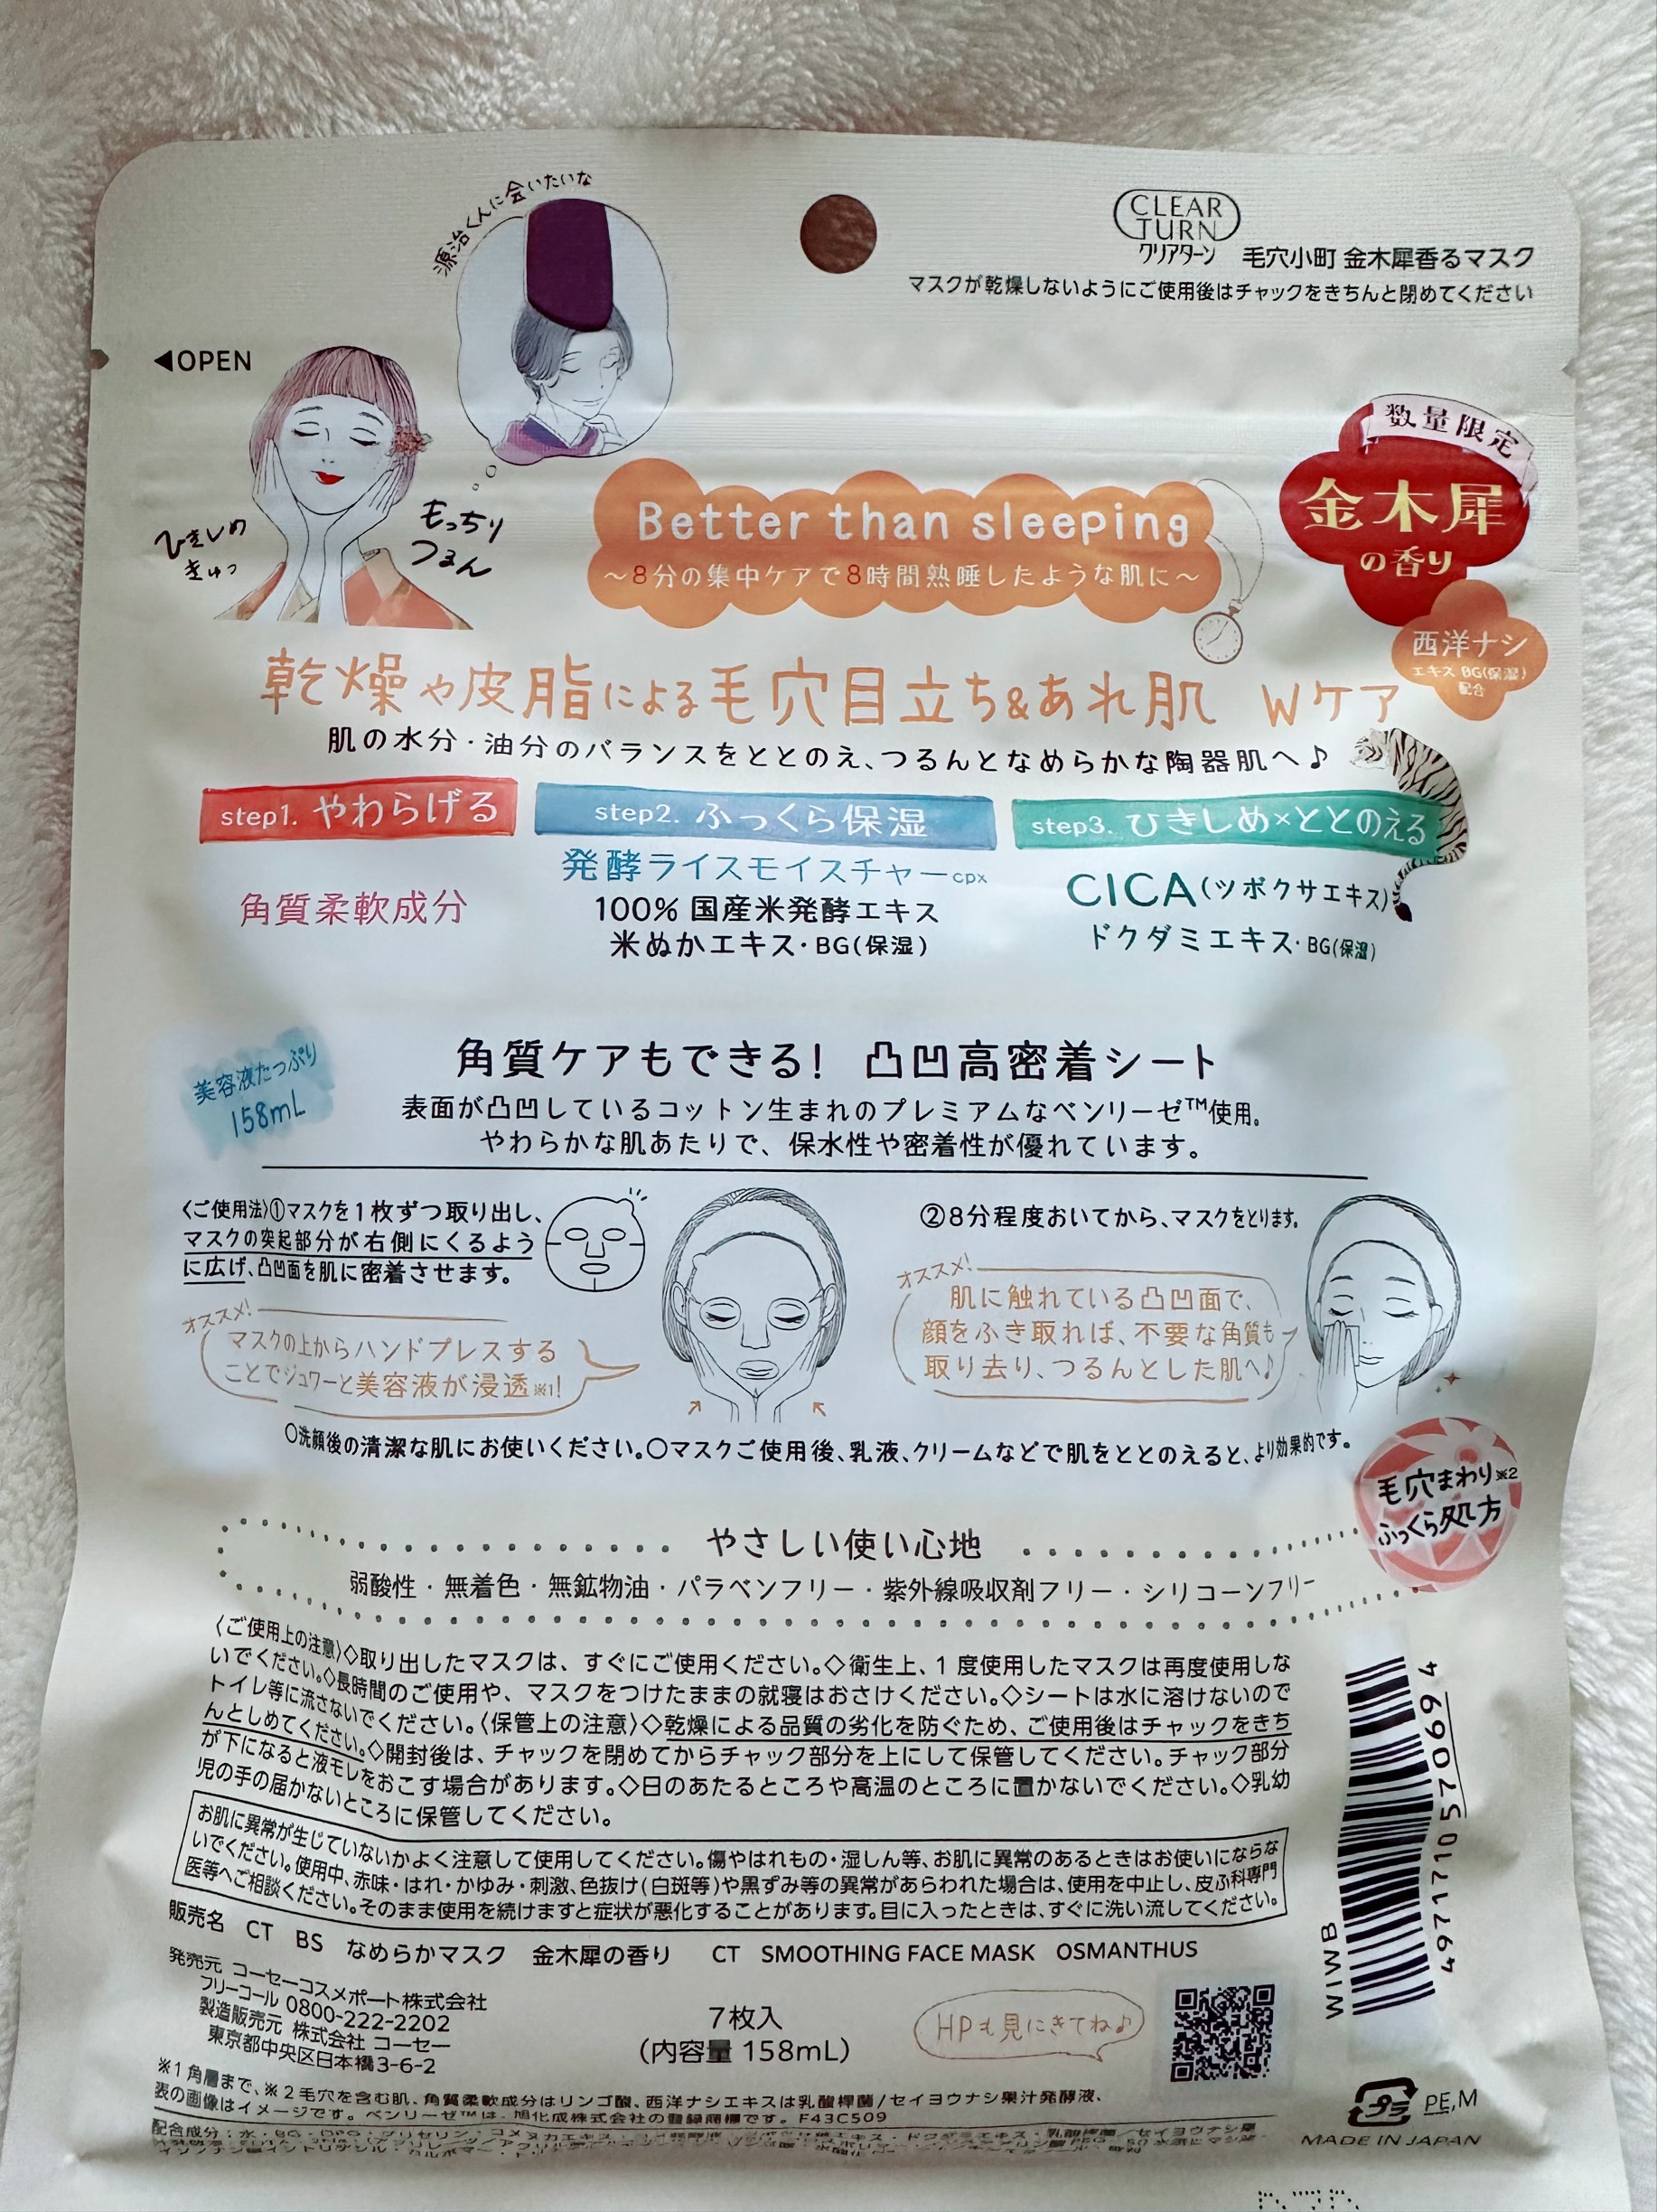 源治くんに会いたいな
CLEAR
TURN
クリアターン 毛穴小町 金木犀香るマスク
マスクが乾燥しないようにご使用後はチャックをきちんと閉めてください
◀OPEN
ひきしめ
きゅっ
もっちり
つるん
Better than sleeping
～8分の集中ケアで8時間熟睡したような肌に～
数量限定
金木犀
の香り
西洋ナシ
エキス BG(保湿)
配合
乾燥や皮脂による毛穴目立ち&あれ肌 Wケア
肌の水分・油分のバランスをととのえ、つるんとなめらかな陶器肌へ♪
step1. やわらげる
角質柔軟成分
step2. ふっくら保湿
発酵ライスモイスチャーcpx
100% 国産米発酵エキス
米ぬかエキス・BG(保湿)
step3. ひきしめ×ととのえる
CICA(ツボクサエキス)
ドクダミエキス・BG(保湿)
美容液たっぷり
158mL
角質ケアもできる! 凸凹高密着シート
表面が凸凹しているコットン生まれのプレミアムなベンリーゼ™使用。
やわらかな肌あたりで、保水性や密着性が優れています。
〈ご使用法〉①マスクを1枚ずつ取り出し、
マスクの突起部分が右側にくるよう
に広げ、凸凹面を肌に密着させます。
オススメ!
マスクの上からハンドプレスする
ことでジュワーと美容液が浸透※1!
②8分程度おいてから、マスクをとります。
オススメ!
肌に触れている凸凹面で、
顔をふき取れば、不要な角質も
取り去り、つるんとした肌へ♪
○洗顔後の清潔な肌にお使いください。○マスクご使用後、乳液、クリームなどで肌をととのえると、より効果的です。
毛穴まわり※2
ふっくら処方
やさしい使い心地
弱酸性・無着色・無鉱物油・パラベンフリー・紫外線吸収剤フリー・シリコーンフリー
〈ご使用上の注意〉◇取り出したマスクは、すぐにご使用ください。◇衛生上、1度使用したマスクは再度使用しな
いでください。◇長時間のご使用や、マスクをつけたままの就寝はおさけください。◇シートは水に溶けないので
トイレ等に流さないでください。〈保管上の注意〉◇乾燥による品質の劣化を防ぐため、ご使用後はチャックをきち
んとしめてください。◇開封後は、チャックを閉めてからチャック部分を上にして保管してください。チャック部分
が下になると液モレをおこす場合があります。◇日のあたるところや高温のところに置かないでください。◇乳幼
児の手の届かないところに保管してください。
お肌に異常が生じていないかよく注意して使用してください。傷やはれもの・湿しん等、お肌に異常のあるときはお使いにならな
いでください。使用中、赤味・はれ・かゆみ・刺激、色抜け(白斑等)や黒ずみ等の異常があらわれた場合は、使用を中止し、皮ふ科専門
医等へご相談ください。そのまま使用を続けますと症状が悪化することがあります。目に入ったときは、すぐに洗い流してください。
販売名 CT BS なめらかマスク 金木犀の香り CT SMOOTHING FACE MASK OSMANTHUS
発売元 コーセーコスメポート株式会社
フリーコール 0800-222-2202
製造販売元 株式会社 コーセー
東京都中央区日本橋3-6-2
7枚入
(内容量 158mL)
HPも見にきてね♪
WIWB
4971710570694
※1角層まで、※2毛穴を含む肌、角質柔軟成分はリンゴ酸、西洋ナシエキスは乳酸桿菌/セイヨウナシ果汁発酵液、
表の画像はイメージです。ベンリーゼ™は、旭化成株式会社の登録商標です。F43C509
配合成分:水・BG・DPG・グリセリン・コメヌカエキス
プラ PE,M
MADE IN JAPAN